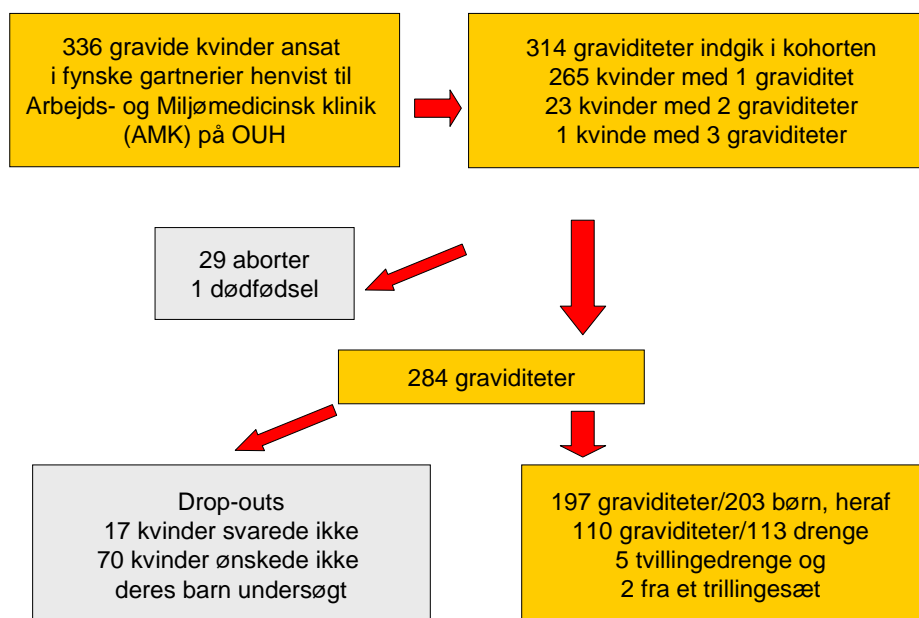 336 gravide kvinder ansat
i fynske gartnerier henvist til
Arbejds- og Miljømedicinsk klinik
(AMK) på OUH
314 graviditeter indgik i kohorten
265 kvinder med 1 graviditet
23 kvinder med 2 graviditeter
1 kvinde med 3 graviditeter
29 aborter
1 dødfødsel
284 graviditeter
Drop-outs
17 kvinder svarede ikke
70 kvinder ønskede ikke
deres barn undersøgt
197 graviditeter/203 børn, heraf
110 graviditeter/113 drenge
5 tvillingedrenge og
2 fra et trillingesæt